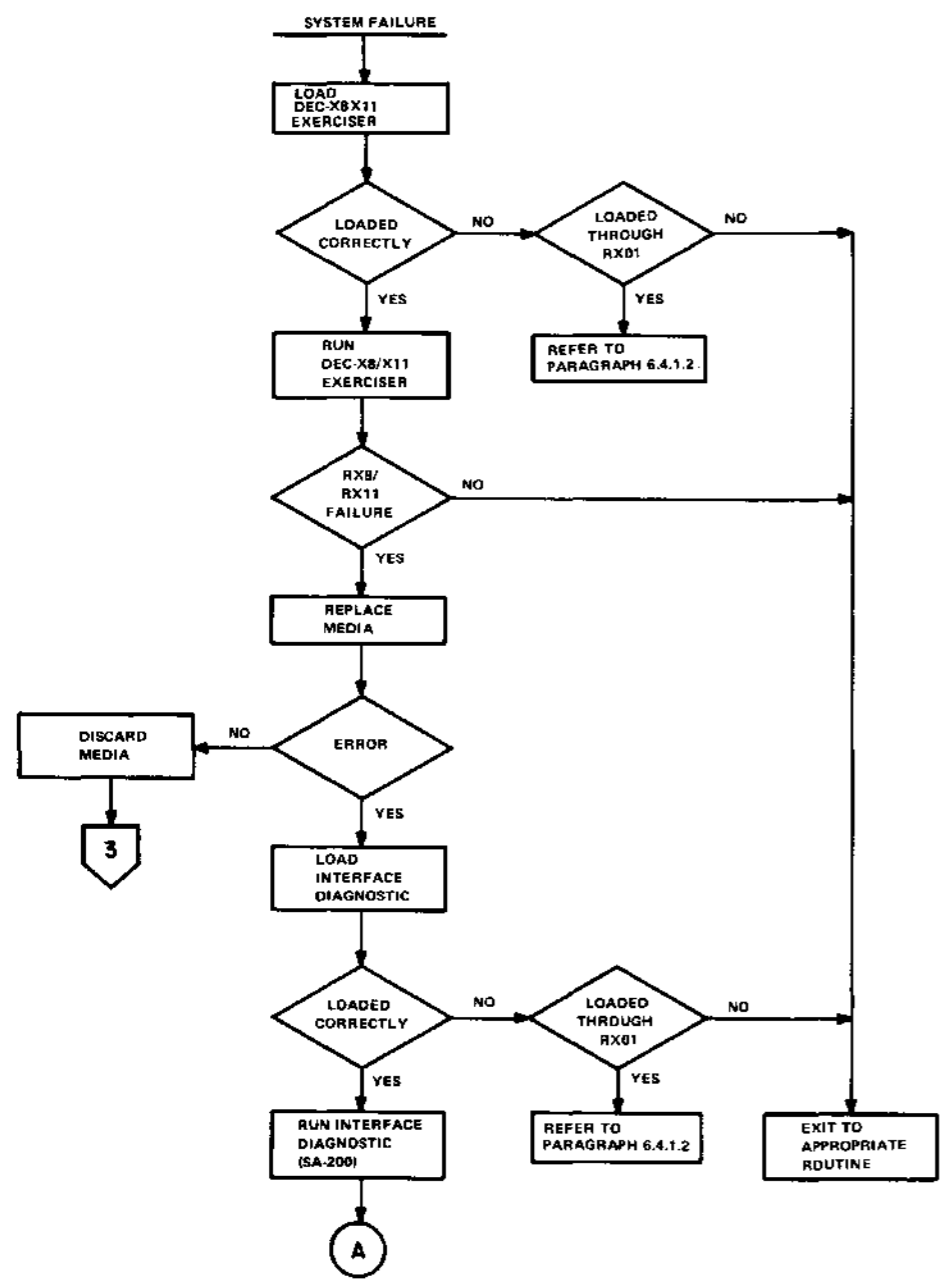 SYSTEM FAILURE
LOAD
DEC-X8X11
EXERCISER
LOADED
CORRECTLY
NO
LOADED
THROUGH
RX01
NO
YES
YES
RUN
DEC-X8/X11
EXERCISER
REFER TO
PARAGRAPH 6.4.1.2.
RX8/
RX11
FAILURE
NO
YES
REPLACE
MEDIA
ERROR
NO
DISCARD
MEDIA
YES
3
LOAD
INTERFACE
DIAGNOSTIC
LOADED
CORRECTLY
NO
LOADED
THROUGH
RX01
NO
YES
YES
RUN INTERFACE
DIAGNOSTIC
(SA-200)
REFER TO
PARAGRAPH 6.4.1.2
EXIT TO
APPROPRIATE
ROUTINE
A